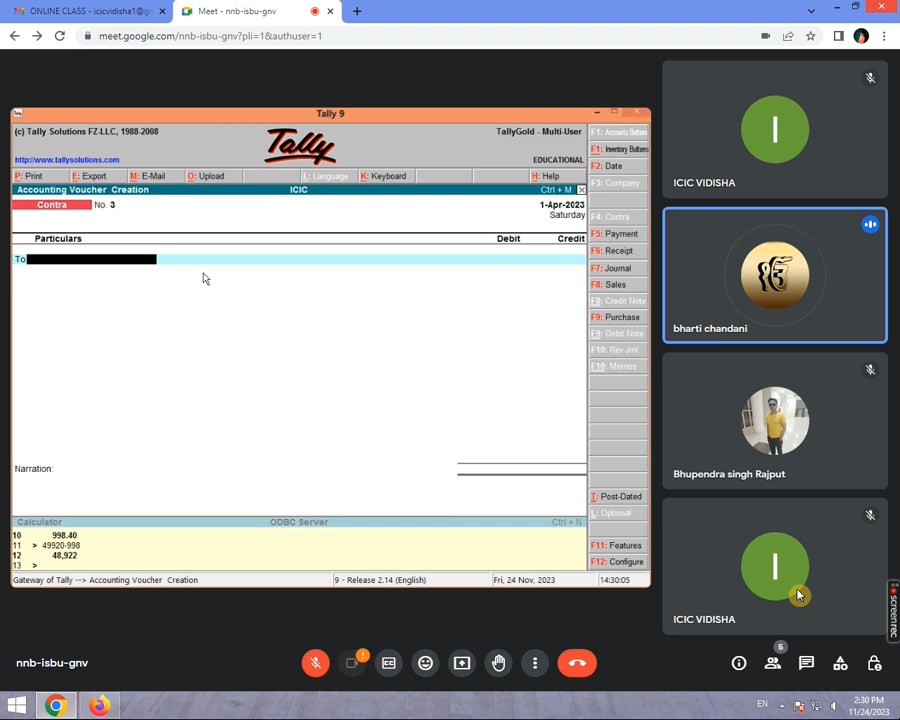 ONLINE CLASS - icicvidisha1@g
Meet - nnb-isbu-gnv
meet.google.com/nnb-isbu-gnv?pli=1&authuser=1
Tally 9
(c) Tally Solutions FZ-LLC, 1988-2008
Tally
TallyGold - Multi-User
http://www.tallysolutions.com
EDUCATIONAL
P: Print E: Export M: E-Mail O: Upload L: Language K: Keyboard H: Help
Accounting Voucher Creation ICIC Ctrl + M
Contra No. 3 1-Apr-2023
Saturday
Particulars Debit Credit
To
Narration:
F1: Accounts Buttons
F1: Inventory Buttons
F2: Date
F3: Company
F4: Contra
F5: Payment
F6: Receipt
F7: Journal
F8: Sales
F8: Credit Note
F9: Purchase
F9: Debit Note
F10: Rev Jrnl
F10: Memos
T: Post-Dated
L: Optional
F11: Features
F12: Configure
Calculator ODBC Server Ctrl + N
10 998.40
11 > 49920-998
12 48,922
13 >
Gateway of Tally --> Accounting Voucher Creation 9 - Release 2.14 (English) Fri, 24 Nov, 2023 14:30:05
I
ICIC VIDISHA
bharti chandani
Bhupendra singh Rajput
I
ICIC VIDISHA
screen rec
nnb-isbu-gnv
5
EN
2:30 PM
11/24/2023